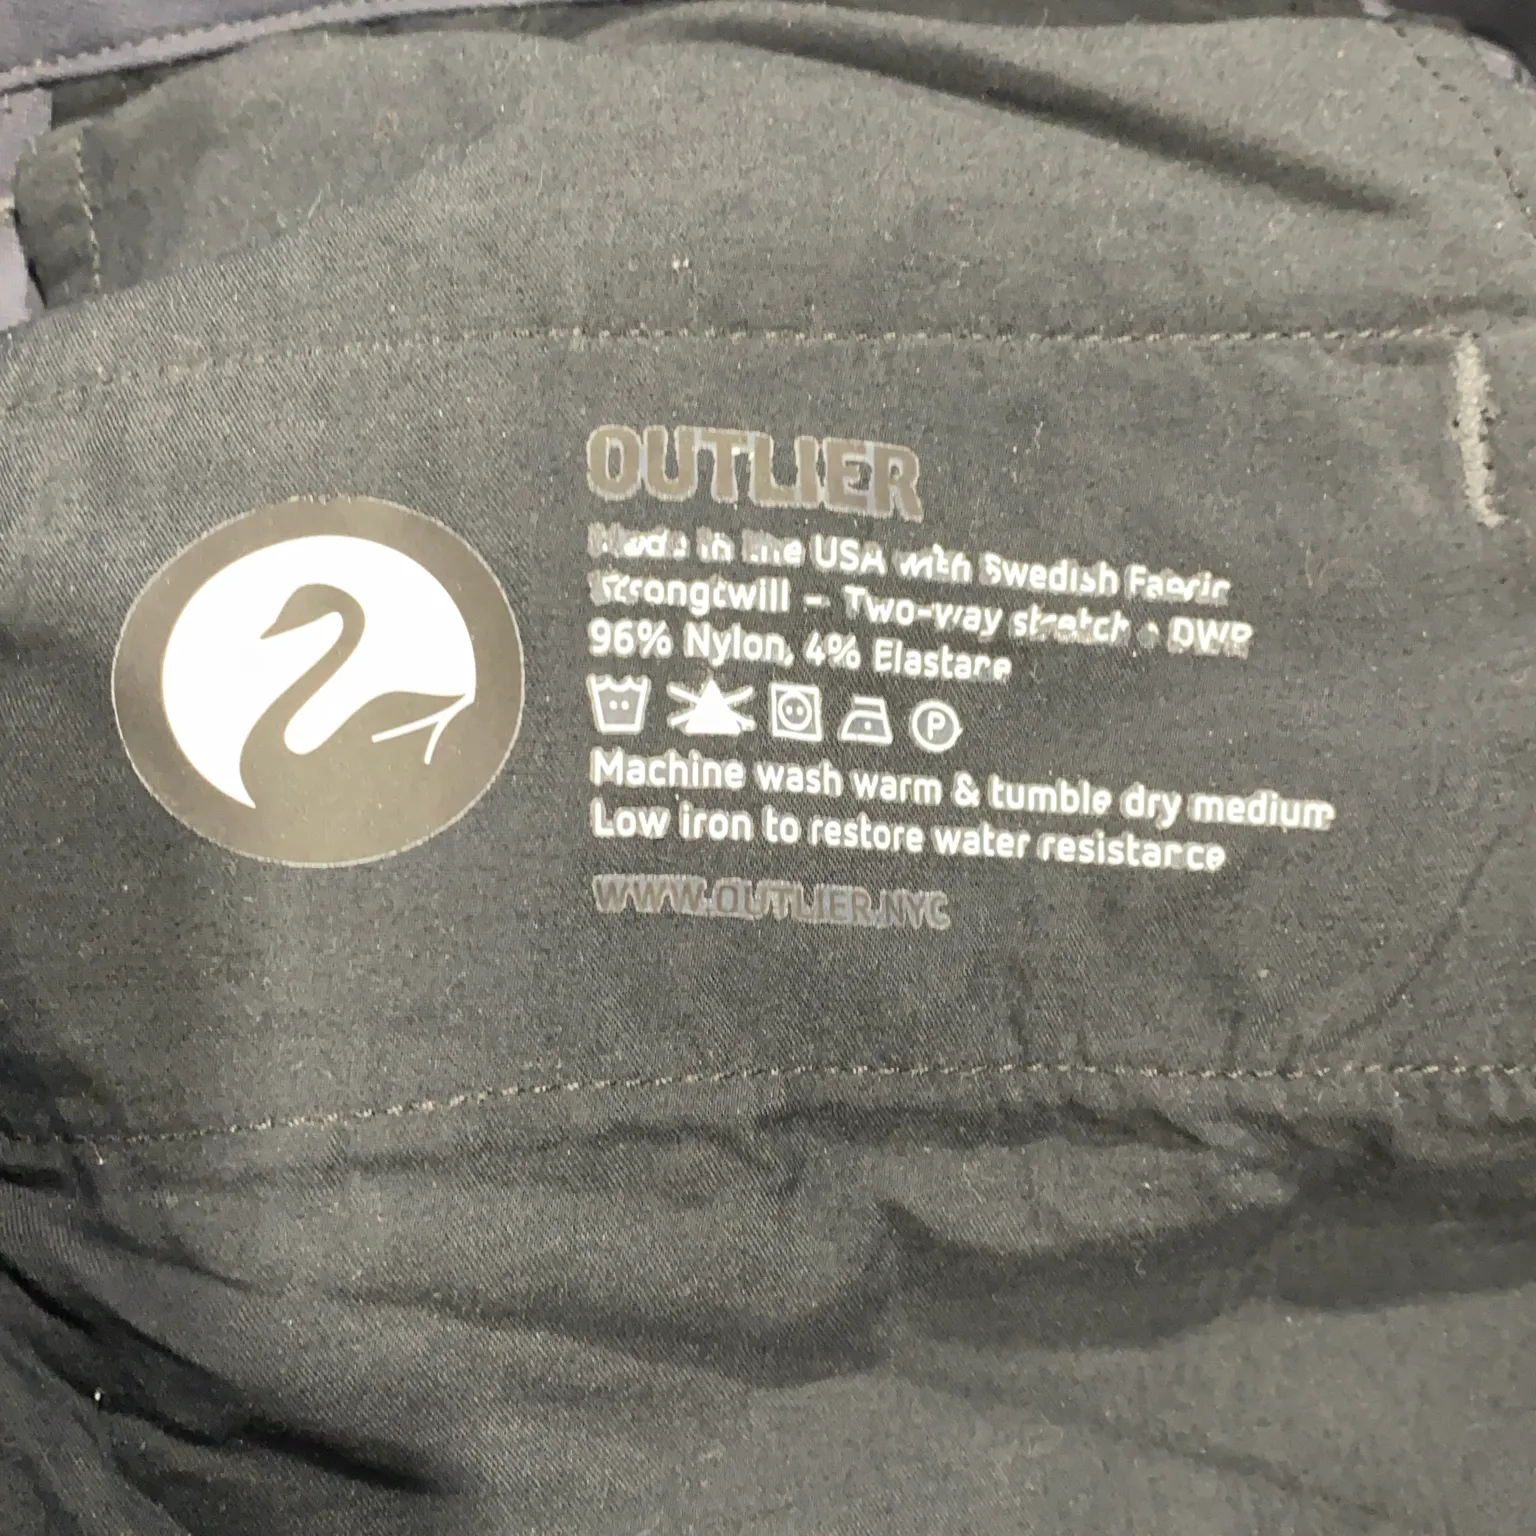 OUTLIER
Made in the USA with Swedish Fabric
Strongtwill – Two-way stretch • DWR
96% Nylon, 4% Elastane
P
Machine wash warm & tumble dry medium
Low iron to restore water resistance
WWW.OUTLIER.NYC